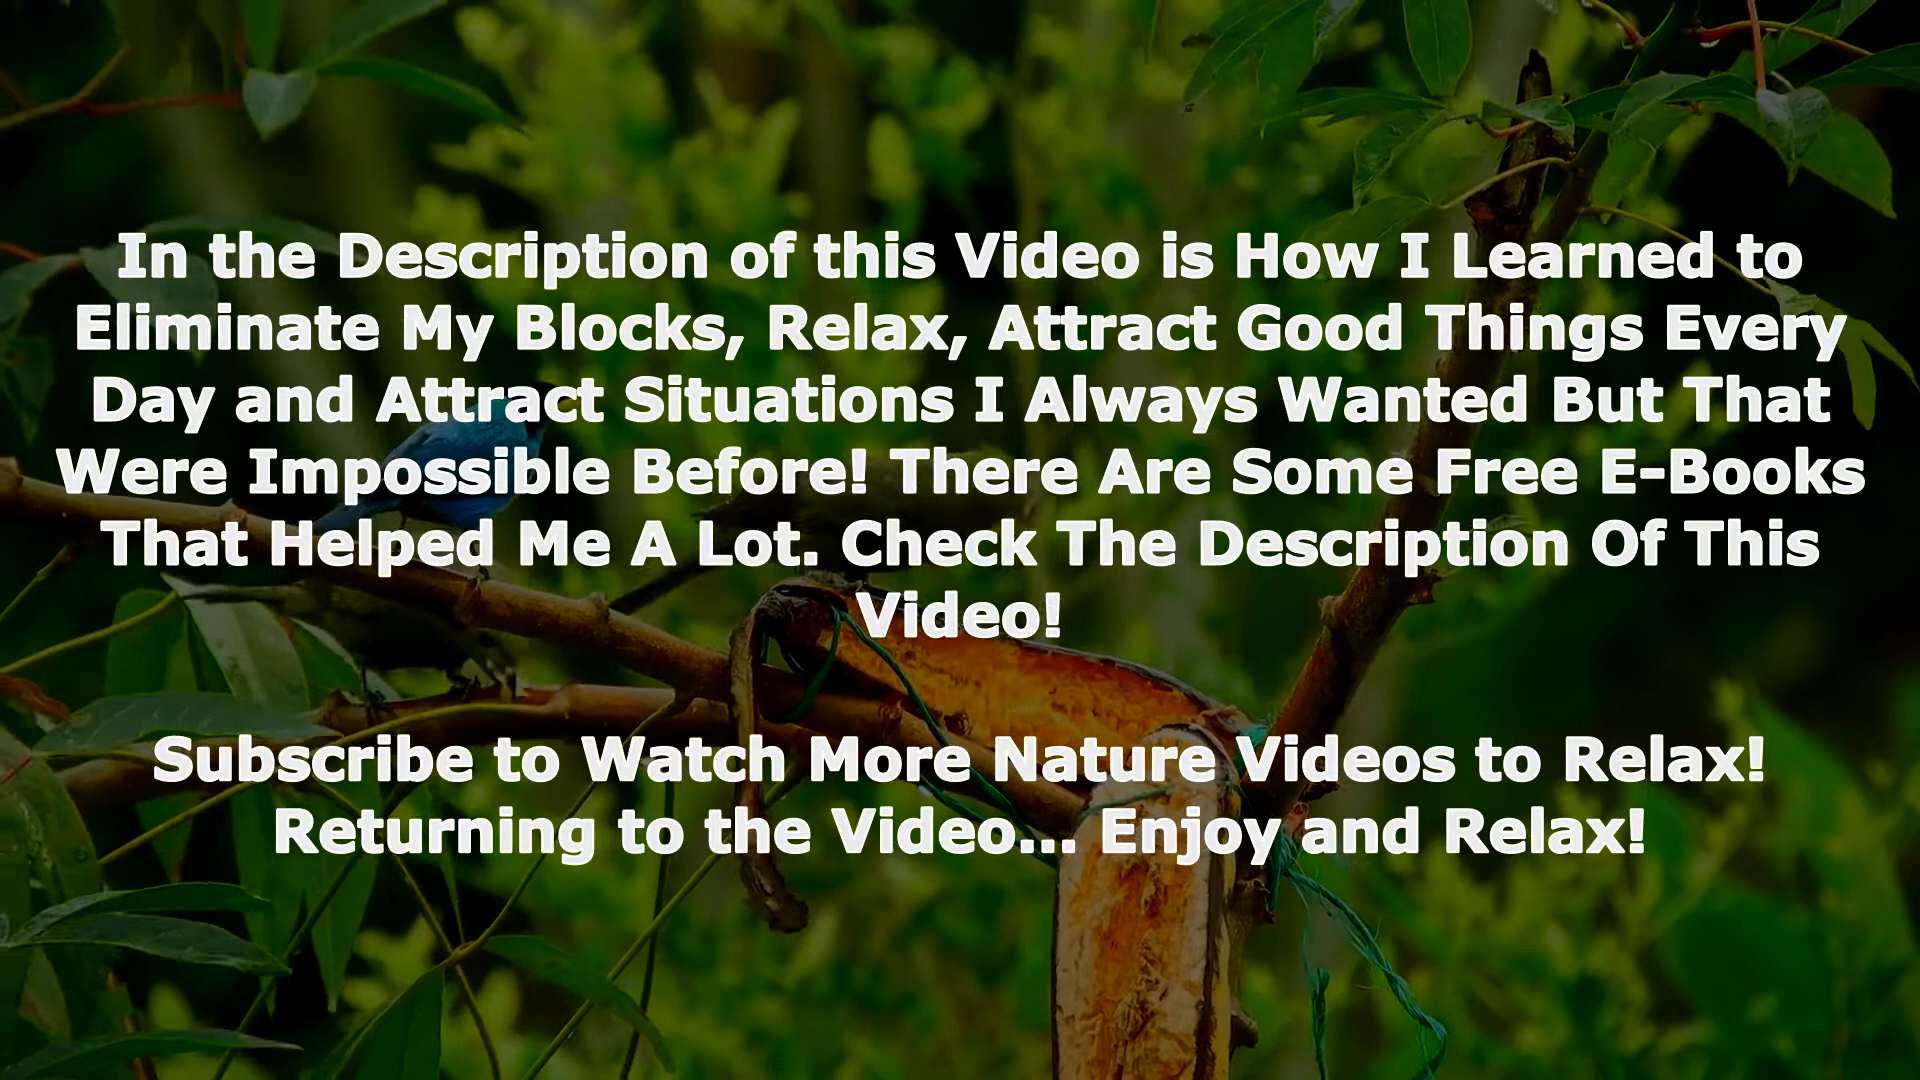 In the Description of this Video is How I Learned to
Eliminate My Blocks, Relax, Attract Good Things Every
Day and Attract Situations I Always Wanted But That
Were Impossible Before! There Are Some Free E-Books
That Helped Me A Lot. Check The Description Of This
Video!
Subscribe to Watch More Nature Videos to Relax!
Returning to the Video... Enjoy and Relax!